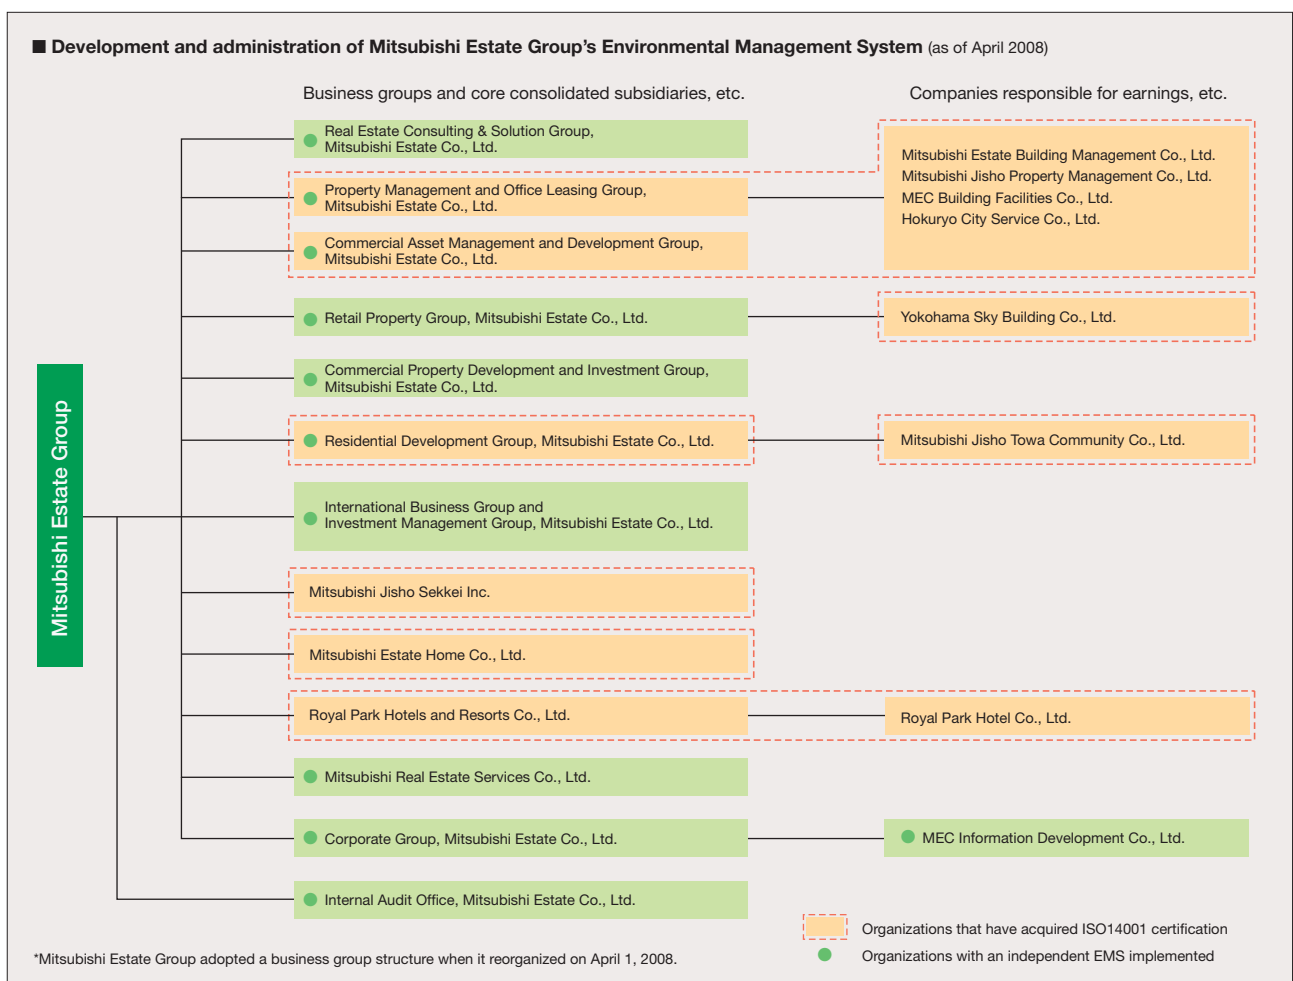 ■ Development and administration of Mitsubishi Estate Group's Environmental Management System (as of April 2008)
Business groups and core consolidated subsidiaries, etc.
Companies responsible for earnings, etc.
Mitsubishi Estate Group
Real Estate Consulting & Solution Group,
Mitsubishi Estate Co., Ltd.
Property Management and Office Leasing Group,
Mitsubishi Estate Co., Ltd.
Commercial Asset Management and Development Group,
Mitsubishi Estate Co., Ltd.
Mitsubishi Estate Building Management Co., Ltd.
Mitsubishi Jisho Property Management Co., Ltd.
MEC Building Facilities Co., Ltd.
Hokuryo City Service Co., Ltd.
Retail Property Group, Mitsubishi Estate Co., Ltd.
Yokohama Sky Building Co., Ltd.
Commercial Property Development and Investment Group,
Mitsubishi Estate Co., Ltd.
Residential Development Group, Mitsubishi Estate Co., Ltd.
Mitsubishi Jisho Towa Community Co., Ltd.
International Business Group and
Investment Management Group, Mitsubishi Estate Co., Ltd.
Mitsubishi Jisho Sekkei Inc.
Mitsubishi Estate Home Co., Ltd.
Royal Park Hotels and Resorts Co., Ltd.
Royal Park Hotel Co., Ltd.
Mitsubishi Real Estate Services Co., Ltd.
Corporate Group, Mitsubishi Estate Co., Ltd.
MEC Information Development Co., Ltd.
Internal Audit Office, Mitsubishi Estate Co., Ltd.
Organizations that have acquired ISO14001 certification
Organizations with an independent EMS implemented
*Mitsubishi Estate Group adopted a business group structure when it reorganized on April 1, 2008.